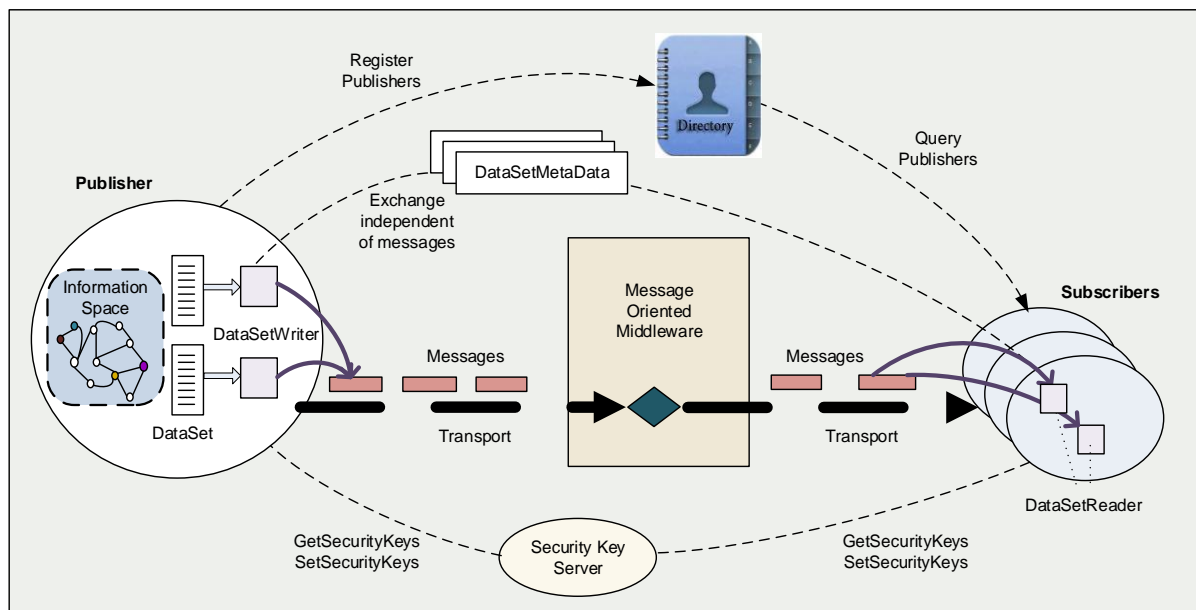 Register
Publishers
Directory
Query
Publishers
DataSetMetaData
Publisher
Exchange
independent
of messages
Information
Space
DataSetWriter
DataSet
Message
Oriented
Middleware
Subscribers
Messages
Messages
Transport
Transport
DataSetReader
GetSecurityKeys
SetSecurityKeys
Security Key
Server
GetSecurityKeys
SetSecurityKeys